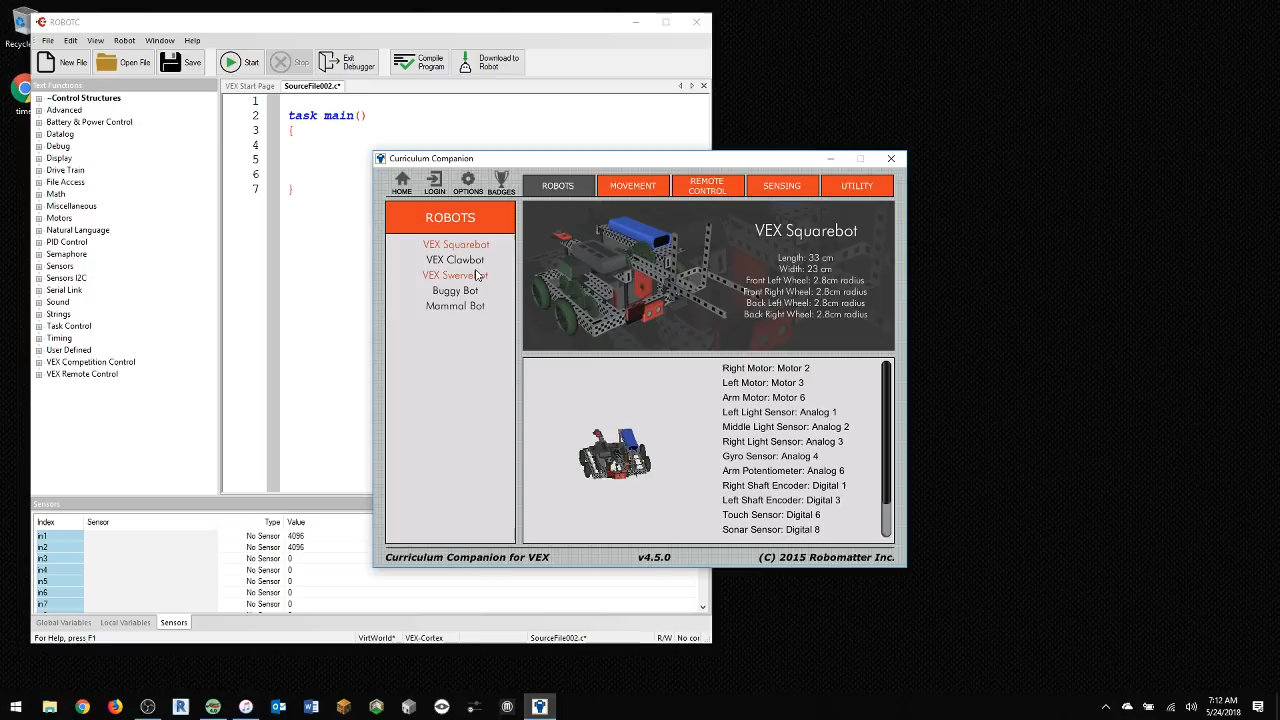 Recycle
ROBOTC
File Edit View Robot Window Help
New File Open File Save Start Stop Exit Debugger Compile Program Download to Robot
Text Functions
VEX Start Page SourceFile002.c*
-Control Structures
Advanced
Battery & Power Control
Datalog
Debug
Display
Drive Train
File Access
Math
Miscellaneous
Motors
Natural Language
PID Control
Semaphore
Sensors
Sensors I2C
Serial Link
Sound
Strings
Task Control
Timing
User Defined
VEX Competition Control
VEX Remote Control
1
2 task main()
3 {
4
5
6
7 }
Curriculum Companion
HOME LOGIN OPTIONS BADGES
ROBOTS MOVEMENT REMOTE CONTROL SENSING UTILITY
ROBOTS
VEX Squarebot
VEX Clawbot
Buggy Bot
Mammal Bot
VEX Squarebot
Length: 33 cm
Width: 23 cm
Front Left Wheel: 2.8cm radius
Front Right Wheel: 2.8cm radius
Back Left Wheel: 2.8cm radius
Back Right Wheel: 2.8cm radius
Right Motor: Motor 2
Left Motor: Motor 3
Arm Motor: Motor 6
Left Light Sensor: Analog 1
Middle Light Sensor: Analog 2
Right Light Sensor: Analog 3
Gyro Sensor: Analog 4
Arm Potentiometer: Analog 6
Right Shaft Encoder: Digital 1
Left Shaft Encoder: Digital 3
Touch Sensor: Digital 6
Sonar Sensor: Digital 8
Curriculum Companion for VEX v4.5.0 (C) 2015 Robomatter Inc.
Sensors
Index Sensor Type Value
in1 No Sensor 4096
in2 No Sensor 4096
in3 No Sensor 0
in4 No Sensor 0
in5 No Sensor 0
in6 No Sensor 0
in7 No Sensor 0
Global Variables Local Variables Sensors
For Help, press F1 VirtWorld* VEX-Cortex SourceFile002.c* R/W No cor
7:12 AM
5/24/2018